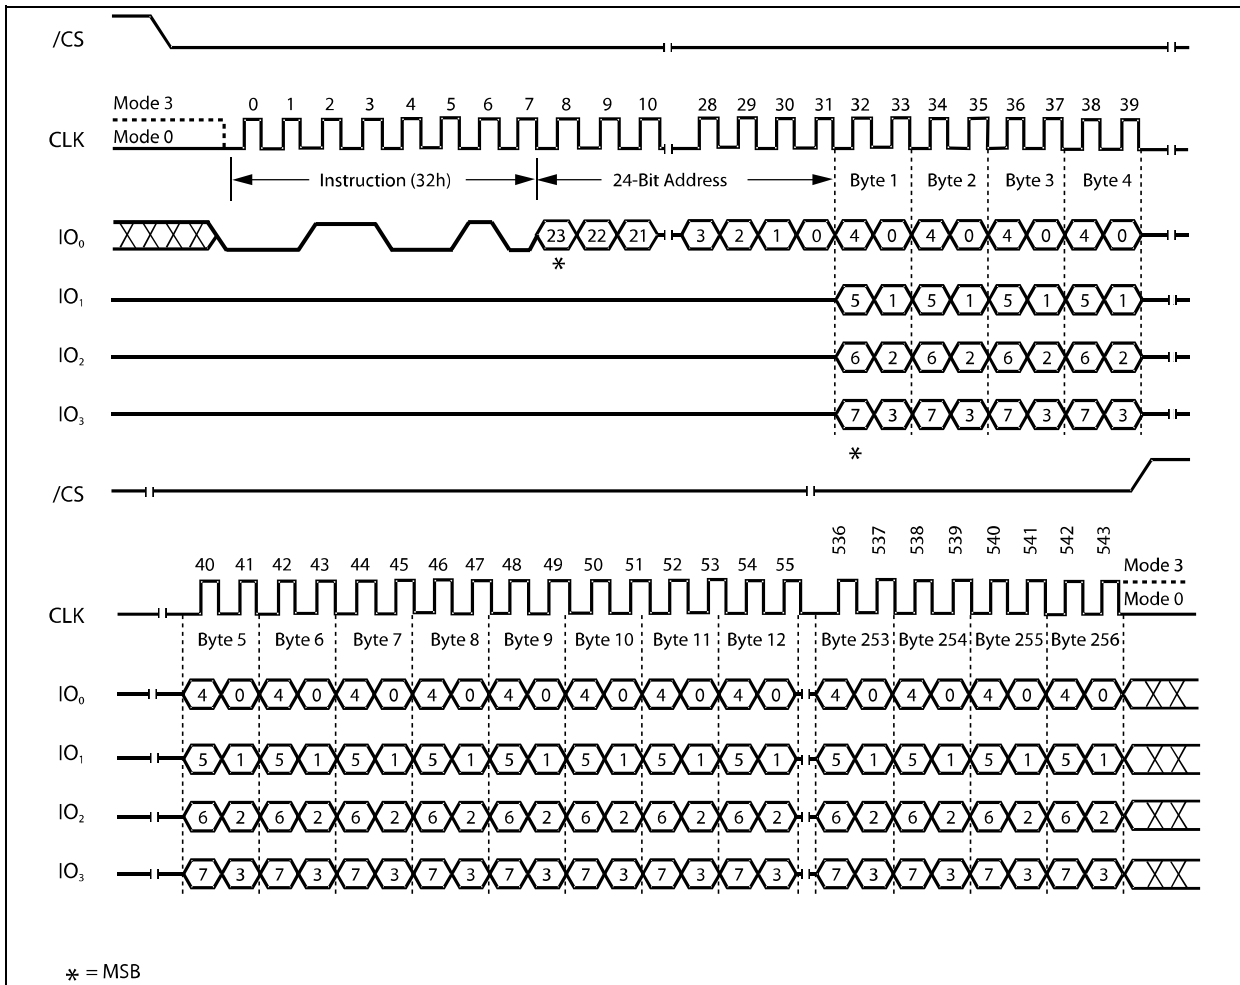 /CS
Mode 3
0 1 2 3 4 5 6 7 8 9 10 28 29 30 31 32 33 34 35 36 37 38 39
CLK
Mode 0
Instruction (32h) 24-Bit Address Byte 1 Byte 2 Byte 3 Byte 4
IO₀ 23 22 21 3 2 1 0 4 0 4 0 4 0 4 0
*
IO₁ 5 1 5 1 5 1 5 1
IO₂ 6 2 6 2 6 2 6 2
IO₃ 7 3 7 3 7 3 7 3
*
/CS
536 537 538 539 540 541 542 543
40 41 42 43 44 45 46 47 48 49 50 51 52 53 54 55 Mode 3
CLK Mode 0
Byte 5 Byte 6 Byte 7 Byte 8 Byte 9 Byte 10 Byte 11 Byte 12 Byte 253 Byte 254 Byte 255 Byte 256
IO₀ 4 0 4 0 4 0 4 0 4 0 4 0 4 0 4 0 4 0 4 0 4 0 4 0
IO₁ 5 1 5 1 5 1 5 1 5 1 5 1 5 1 5 1 5 1 5 1 5 1 5 1
IO₂ 6 2 6 2 6 2 6 2 6 2 6 2 6 2 6 2 6 2 6 2 6 2 6 2
IO₃ 7 3 7 3 7 3 7 3 7 3 7 3 7 3 7 3 7 3 7 3 7 3 7 3
* = MSB